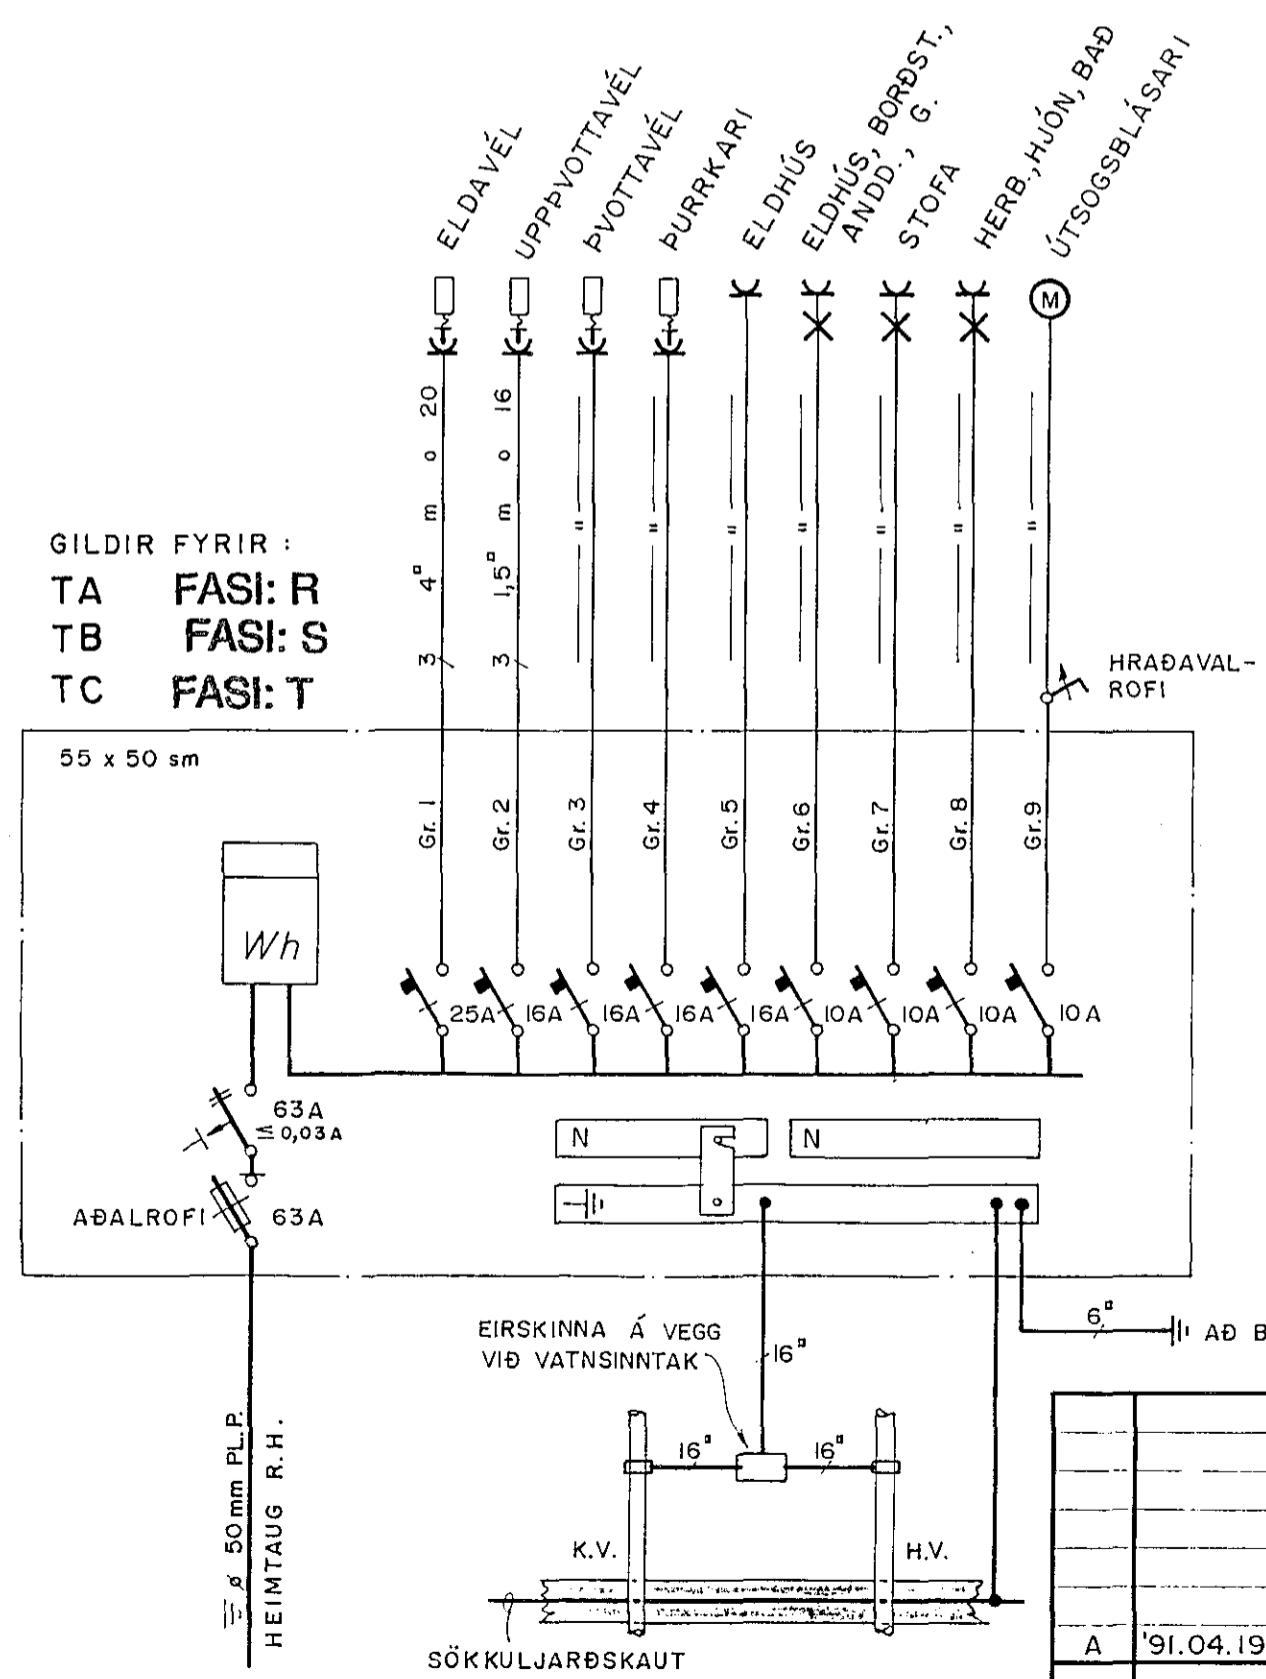 ELDAVÉL
UPPÞVOTTAVÉL
ÞVOTTAVÉL
ÞURRKARI
ELDHÚS
ELDHÚS, BORÐST.,
ANDD., G.
STOFA
HERB., HJÓN, BAÐ
ÚTSOGSBLÁSARI
M
3 4▫ m o 20
3 1,5▫ m o 16
"
"
"
"
"
"
"
GILDIR FYRIR :
TA FASI: R
TB FASI: S
TC FASI: T
HRAÐAVAL-
ROFI
55 x 50 sm
Gr. 1
Gr. 2
Gr. 3
Gr. 4
Gr. 5
Gr. 6
Gr. 7
Gr. 8
Gr. 9
Wh
25A 16A 16A 16A 16A 10A 10A 10A 10A
63A
≤ 0,03A
N N
AÐALROFI 63A
EIRSKINNA Á VEGG
VIÐ VATNSINNTAK
16▫
6▫
AÐ B
16▫ 16▫
ø 50mm PL.P.
HEIMTAUG R.H.
K.V. H.V.
SÖKKULJARÐSKAUT
A '91.04.19